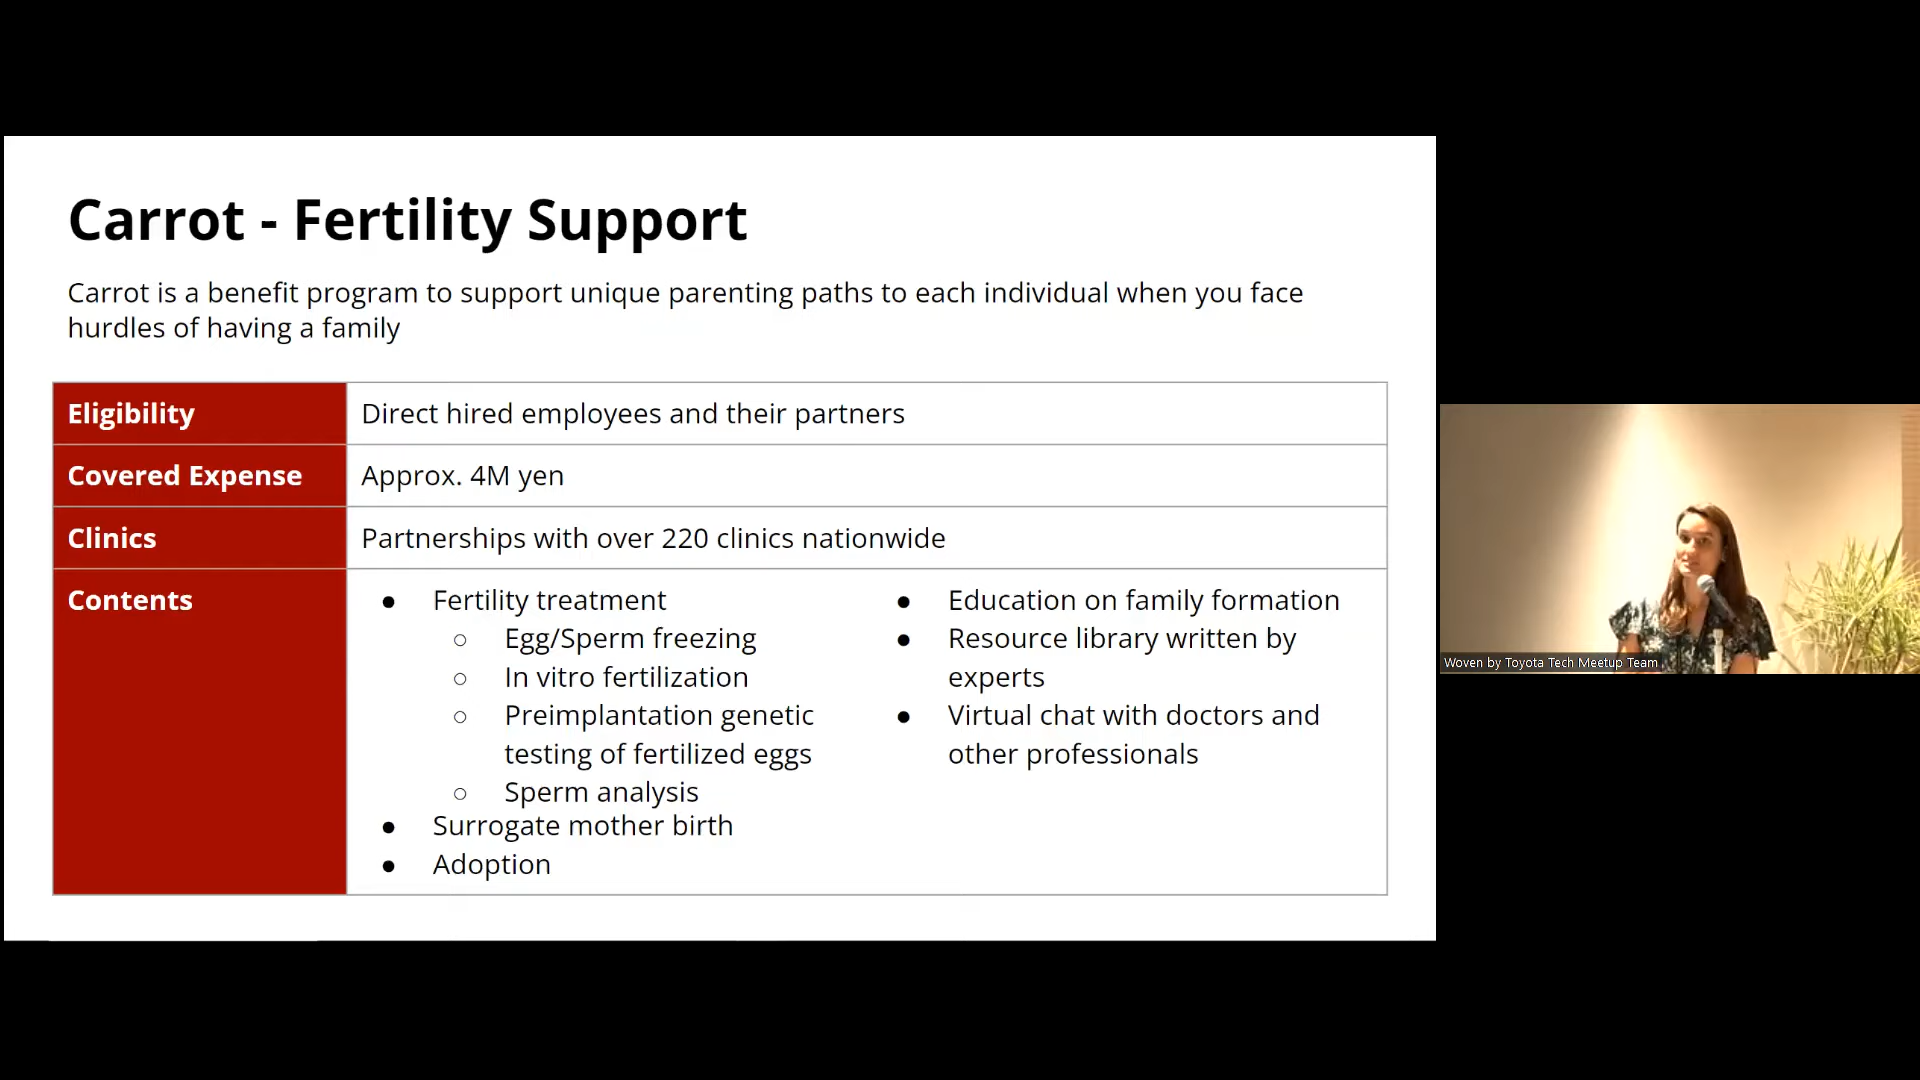 Carrot - Fertility Support
Carrot is a benefit program to support unique parenting paths to each individual when you face
hurdles of having a family
Eligibility
Direct hired employees and their partners
Covered Expense
Approx. 4M yen
Clinics
Partnerships with over 220 clinics nationwide
Contents
● Fertility treatment
○ Egg/Sperm freezing
○ In vitro fertilization
○ Preimplantation genetic
testing of fertilized eggs
○ Sperm analysis
● Surrogate mother birth
● Adoption
● Education on family formation
● Resource library written by
experts
● Virtual chat with doctors and
other professionals
Woven by Toyota Tech Meetup Team